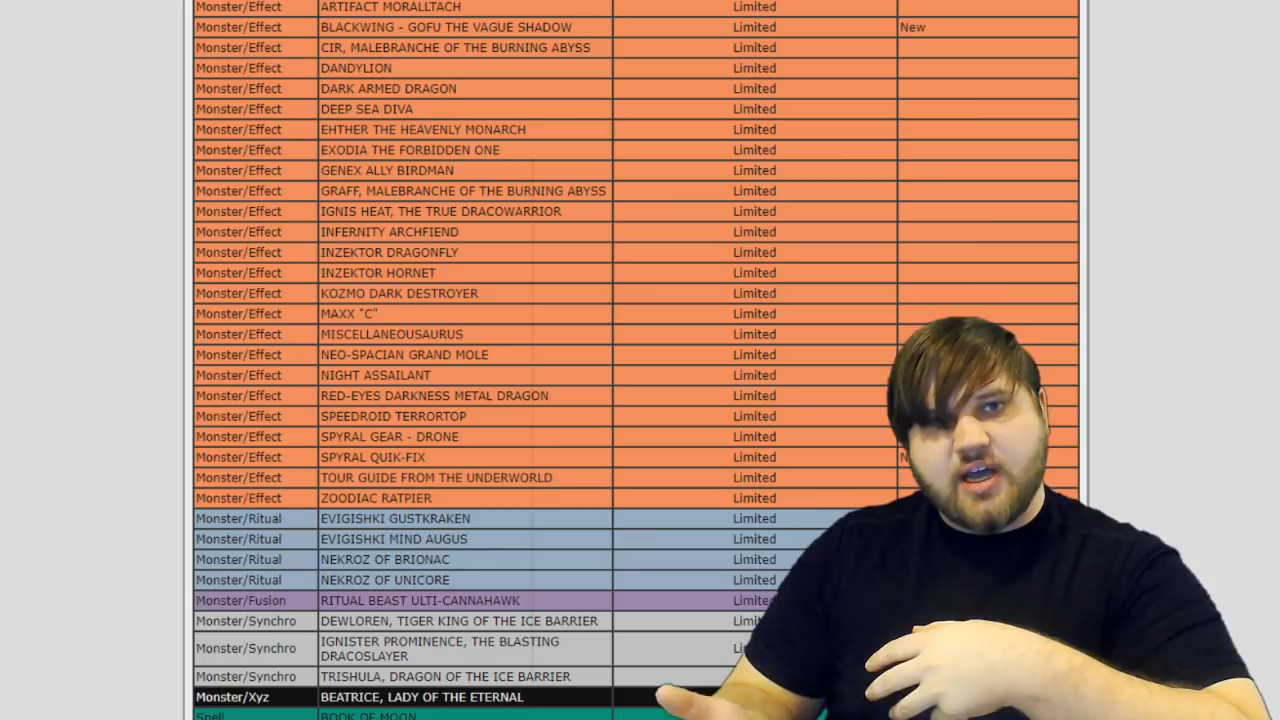 Monster/Effect ARTIFACT MORALLTACH Limited
Monster/Effect BLACKWING - GOFU THE VAGUE SHADOW Limited New
Monster/Effect CIR, MALEBRANCHE OF THE BURNING ABYSS Limited
Monster/Effect DANDYLION Limited
Monster/Effect DARK ARMED DRAGON Limited
Monster/Effect DEEP SEA DIVA Limited
Monster/Effect EHTHER THE HEAVENLY MONARCH Limited
Monster/Effect EXODIA THE FORBIDDEN ONE Limited
Monster/Effect GENEX ALLY BIRDMAN Limited
Monster/Effect GRAFF, MALEBRANCHE OF THE BURNING ABYSS Limited
Monster/Effect IGNIS HEAT, THE TRUE DRACOWARRIOR Limited
Monster/Effect INFERNITY ARCHFIEND Limited
Monster/Effect INZEKTOR DRAGONFLY Limited
Monster/Effect INZEKTOR HORNET Limited
Monster/Effect KOZMO DARK DESTROYER Limited
Monster/Effect MAXX "C" Limited
Monster/Effect MISCELLANEOUSAURUS Limited
Monster/Effect NEO-SPACIAN GRAND MOLE Limited
Monster/Effect NIGHT ASSAILANT Limited
Monster/Effect RED-EYES DARKNESS METAL DRAGON Limited
Monster/Effect SPEEDROID TERRORTOP Limited
Monster/Effect SPYRAL GEAR - DRONE Limited
Monster/Effect SPYRAL QUIK-FIX Limited
Monster/Effect TOUR GUIDE FROM THE UNDERWORLD Limited
Monster/Effect ZOODIAC RATPIER Limited
Monster/Ritual EVIGISHKI GUSTKRAKEN Limited
Monster/Ritual EVIGISHKI MIND AUGUS Limited
Monster/Ritual NEKROZ OF BRIONAC Limited
Monster/Ritual NEKROZ OF UNICORE Limited
Monster/Fusion RITUAL BEAST ULTI-CANNAHAWK Limite
Monster/Synchro DEWLOREN, TIGER KING OF THE ICE BARRIER
Monster/Synchro IGNISTER PROMINENCE, THE BLASTING
DRACOSLAYER
Monster/Synchro TRISHULA, DRAGON OF THE ICE BARRIER
Monster/Xyz BEATRICE, LADY OF THE ETERNAL
Spell BOOK OF MOON